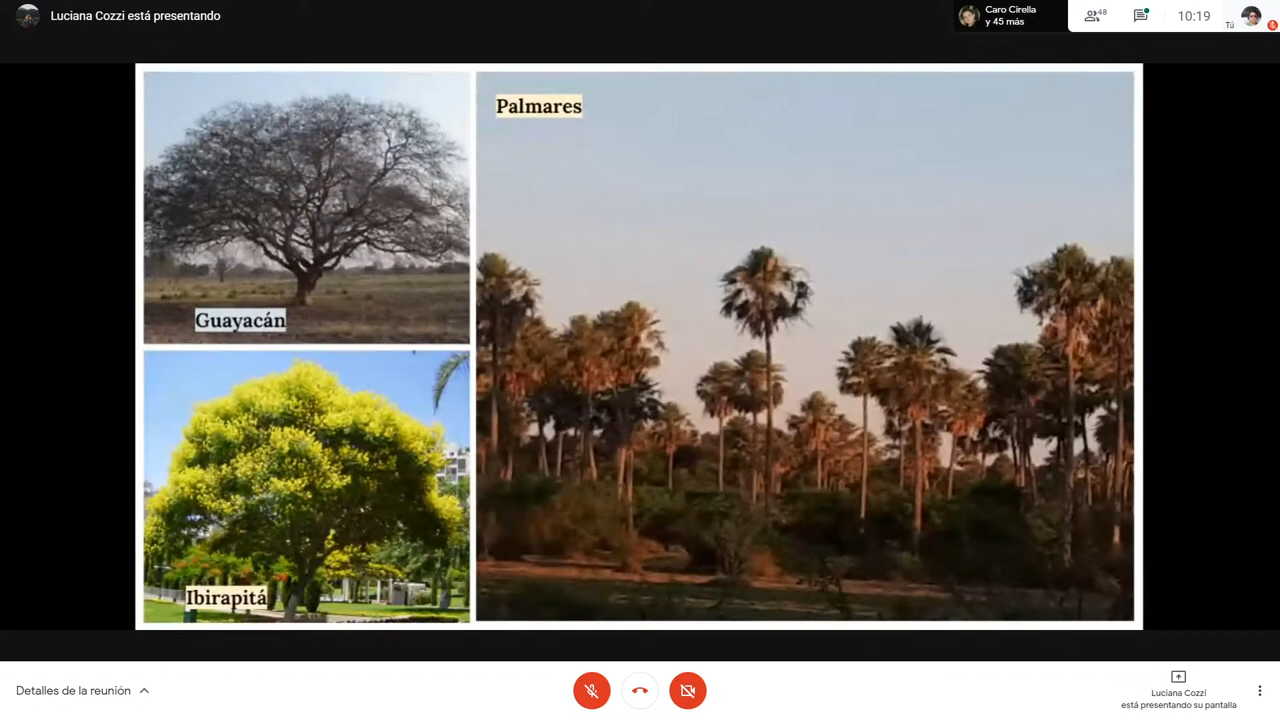 Luciana Cozzi está presentando
Caro Cirella
y 45 más
48
10:19
Tú
Palmares
Guayacán
Ibirapitá
Detalles de la reunión
Luciana Cozzi
está presentando su pantalla